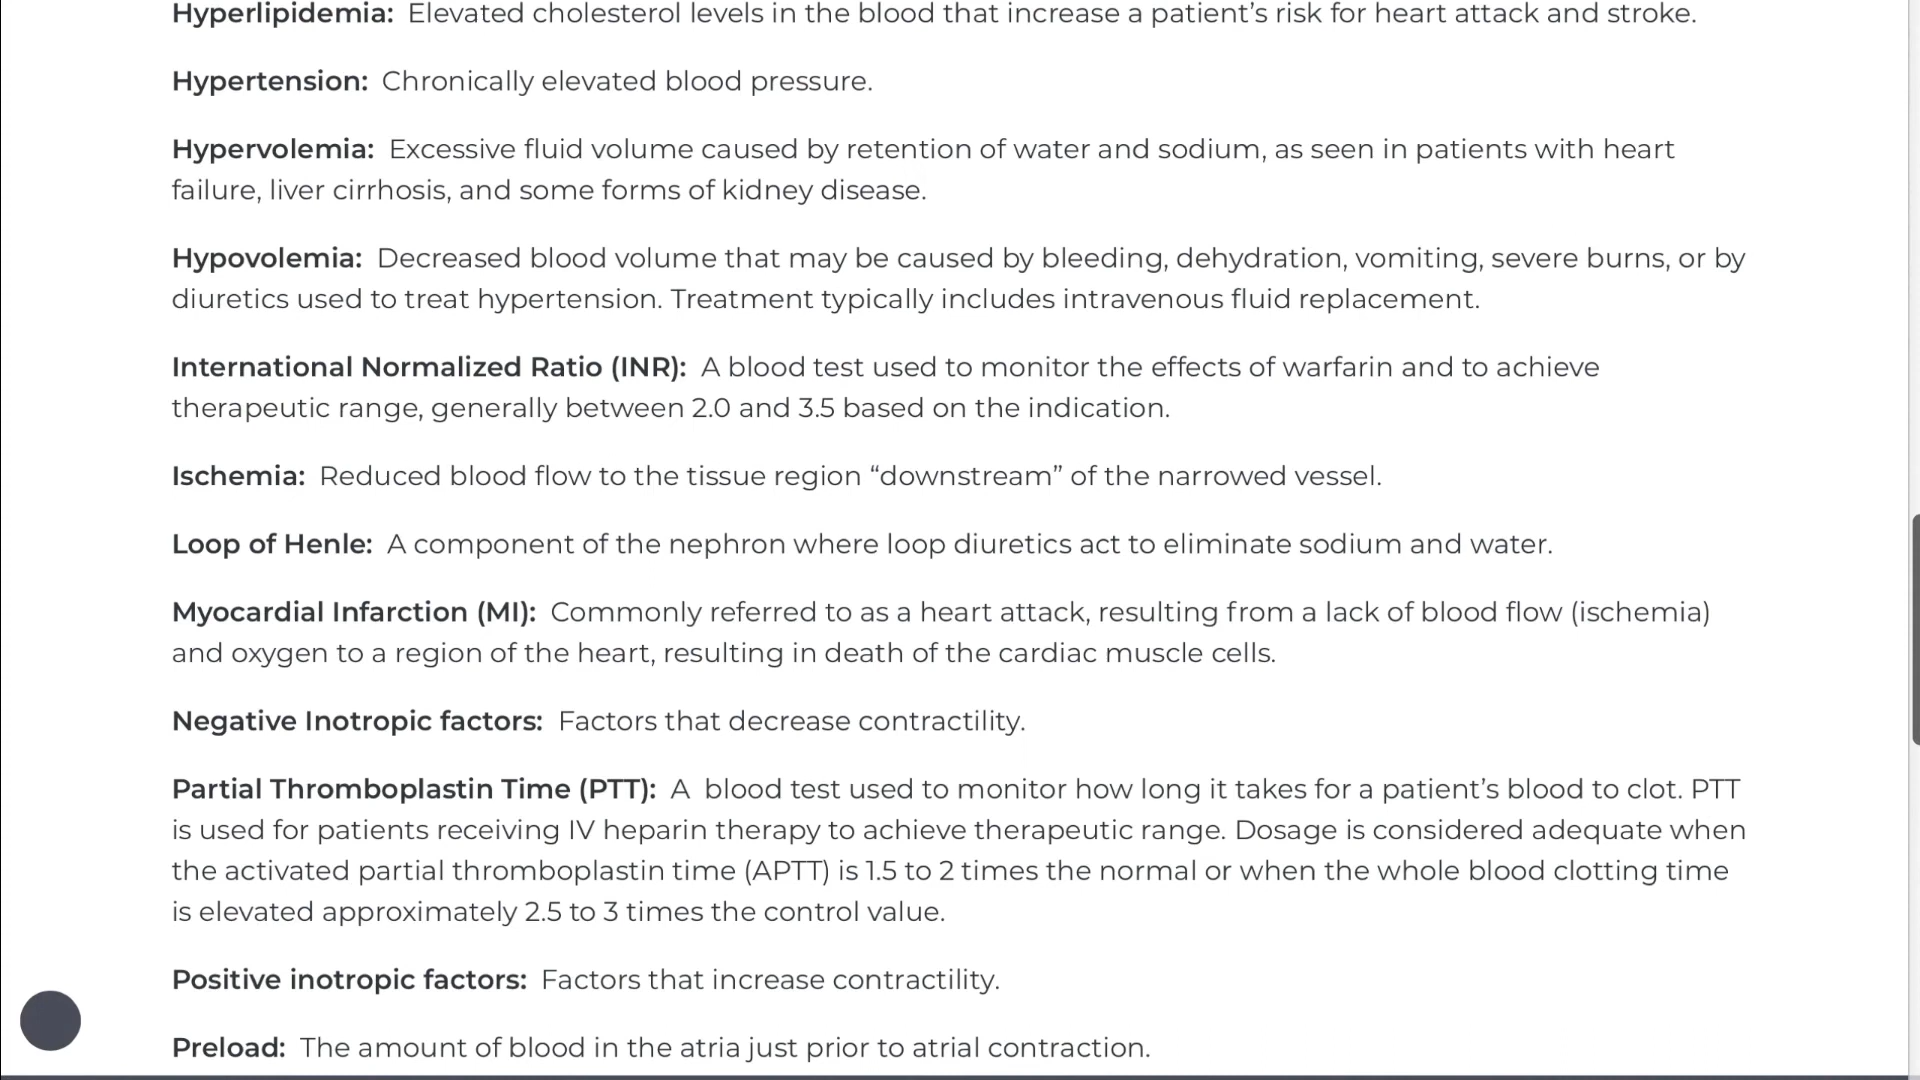 Hyperlipidemia: Elevated cholesterol levels in the blood that increase a patient’s risk for heart attack and stroke.
Hypertension: Chronically elevated blood pressure.
Hypervolemia: Excessive fluid volume caused by retention of water and sodium, as seen in patients with heart
failure, liver cirrhosis, and some forms of kidney disease.
Hypovolemia: Decreased blood volume that may be caused by bleeding, dehydration, vomiting, severe burns, or by
diuretics used to treat hypertension. Treatment typically includes intravenous fluid replacement.
International Normalized Ratio (INR): A blood test used to monitor the effects of warfarin and to achieve
therapeutic range, generally between 2.0 and 3.5 based on the indication.
Ischemia: Reduced blood flow to the tissue region “downstream” of the narrowed vessel.
Loop of Henle: A component of the nephron where loop diuretics act to eliminate sodium and water.
Myocardial Infarction (MI): Commonly referred to as a heart attack, resulting from a lack of blood flow (ischemia)
and oxygen to a region of the heart, resulting in death of the cardiac muscle cells.
Negative Inotropic factors: Factors that decrease contractility.
Partial Thromboplastin Time (PTT): A blood test used to monitor how long it takes for a patient’s blood to clot. PTT
is used for patients receiving IV heparin therapy to achieve therapeutic range. Dosage is considered adequate when
the activated partial thromboplastin time (APTT) is 1.5 to 2 times the normal or when the whole blood clotting time
is elevated approximately 2.5 to 3 times the control value.
Positive inotropic factors: Factors that increase contractility.
Preload: The amount of blood in the atria just prior to atrial contraction.